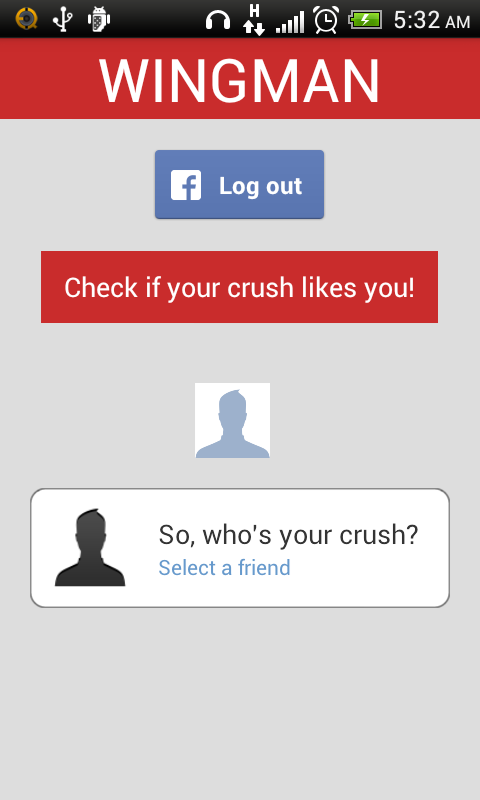 H
5:32 AM
WINGMAN
Log out
Check if your crush likes you!
So, who's your crush?
Select a friend